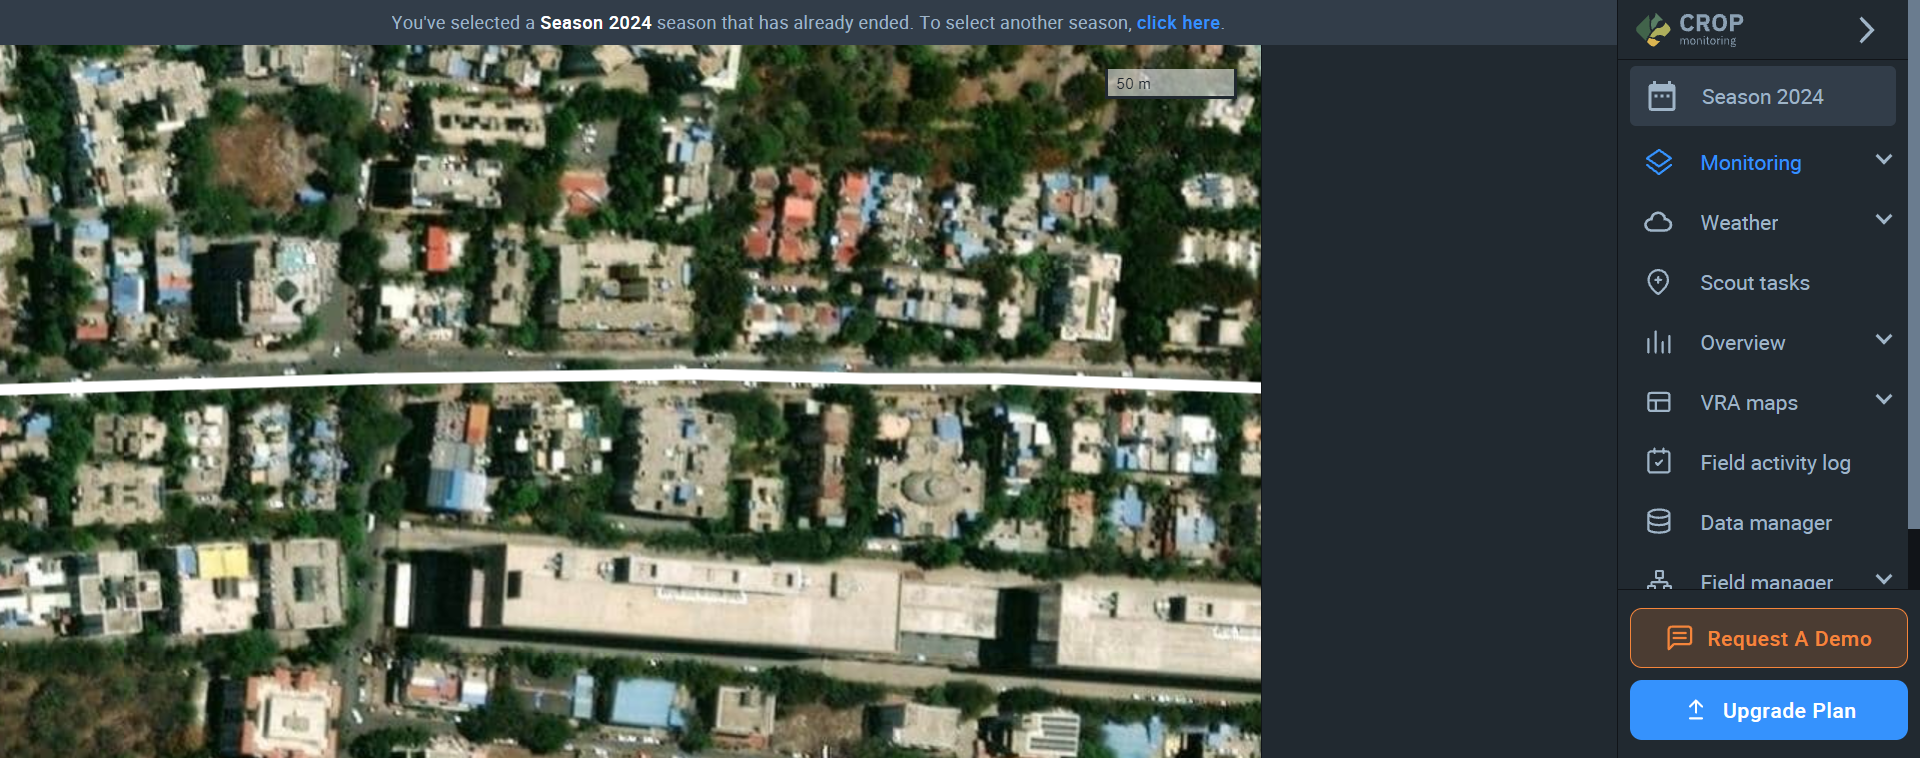 You've selected a Season 2024 season that has already ended. To select another season, click here.
50 m
CROP
monitoring
Season 2024
Monitoring
Weather
Scout tasks
Overview
VRA maps
Field activity log
Data manager
Field manager
Request A Demo
Upgrade Plan